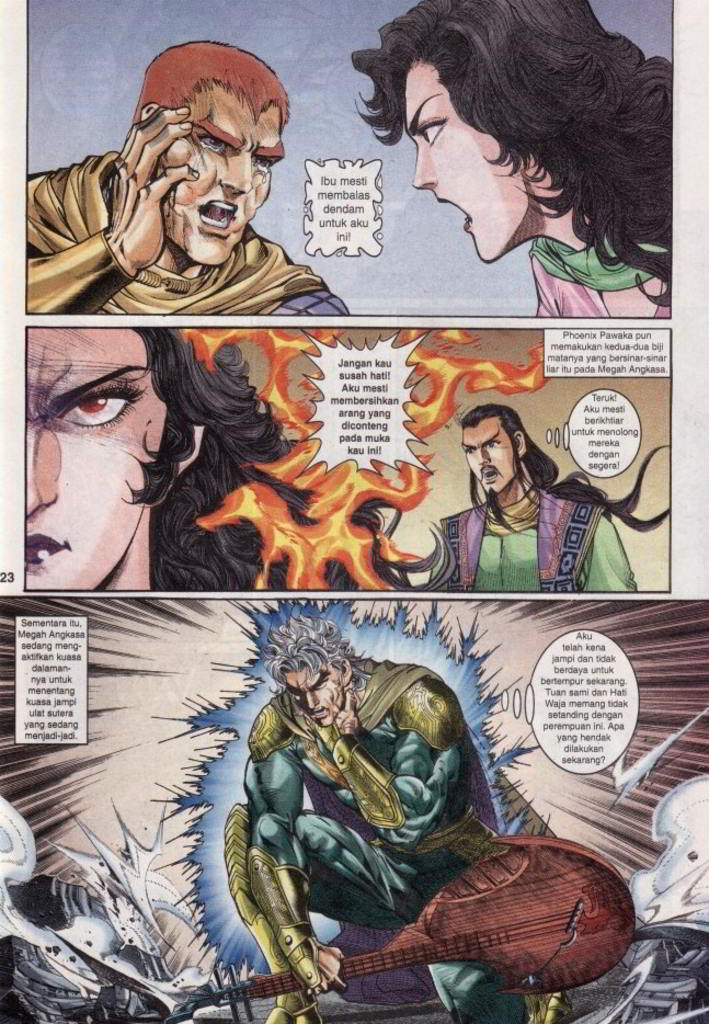 Ibu mesti
membalas
dendam
untuk aku
ini!
Phoenix Pawaka pun
memakukan kedua-dua biji
matanya yang bersinar-sinar
liar itu pada Megah Angkasa.
Jangan kau
susah hati!
Aku mesti
membersihkan
arang yang
diconteng
pada muka
kau ini!
Teruk!
Aku mesti
berikhtiar
untuk menolong
mereka
dengan
segera!
23
Sementara itu,
Megah Angkasa
sedang meng-
aktifkan kuasa
dalaman-
nya untuk
menentang
kuasa jampi
ulat sutera
yang sedang
menjadi-jadi.
Aku
telah kena
jampi dan tidak
berdaya untuk
bertempur sekarang.
Tuan sami dan Hati
Waja memang tidak
setanding dengan
perempuan ini. Apa
yang hendak
dilakukan
sekarang?